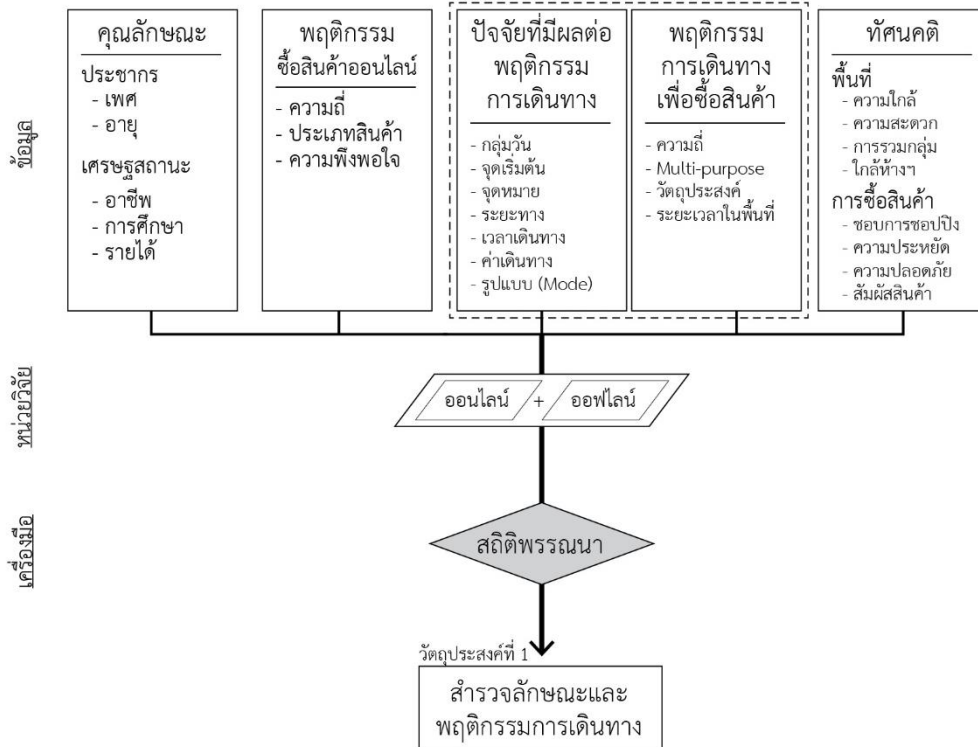 ข้อมูล
คุณลักษณะ
ประชากร
- เพศ
- อายุ
เศรษฐสถานะ
- อาชีพ
- การศึกษา
- รายได้
พฤติกรรม
ซื้อสินค้าออนไลน์
- ความถี่
- ประเภทสินค้า
- ความพึงพอใจ
ปัจจัยที่มีผลต่อ
พฤติกรรม
การเดินทาง
- กลุ่มวัน
- จุดเริ่มต้น
- จุดหมาย
- ระยะทาง
- เวลาเดินทาง
- ค่าเดินทาง
- รูปแบบ (Mode)
พฤติกรรม
การเดินทาง
เพื่อซื้อสินค้า
- ความถี่
- Multi-purpose
- วัตถุประสงค์
- ระยะเวลาในพื้นที่
ทัศนคติ
พื้นที่
- ความใกล้
- ความสะดวก
- การรวมกลุ่ม
- ใกล้ห้างฯ
การซื้อสินค้า
- ชอบการชอปปิง
- ความประหยัด
- ความปลอดภัย
- สัมผัสสินค้า
หน่วยวิจัย
ออนไลน์ + ออฟไลน์
เครื่องมือ
สถิติพรรณนา
วัตถุประสงค์ที่ 1
สำรวจลักษณะและ
พฤติกรรมการเดินทาง